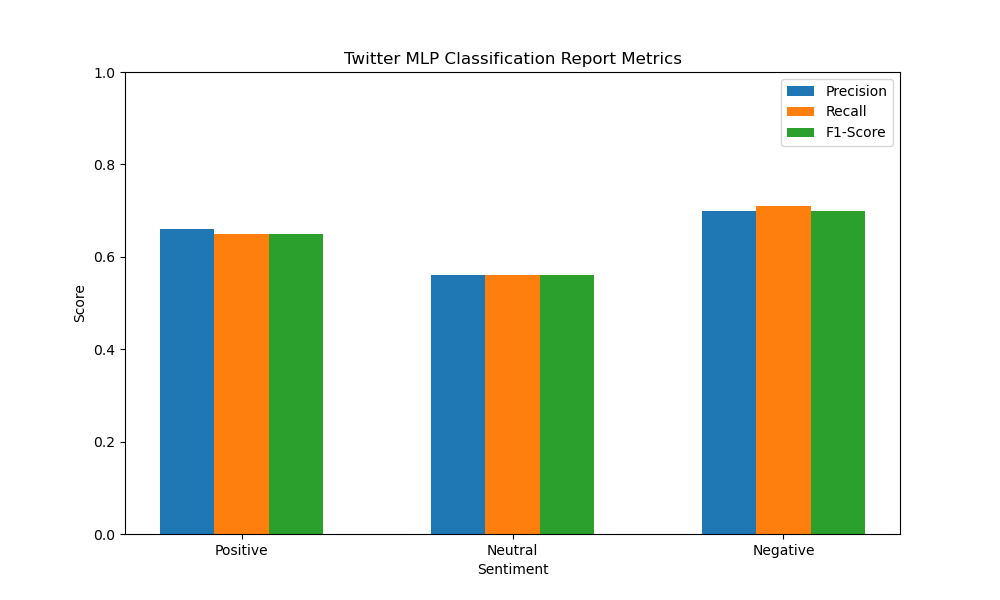 Twitter MLP Classification Report Metrics
Precision
Recall
F1-Score
1.0
0.8
0.6
0.4
0.2
0.0
Score
Positive
Neutral
Negative
Sentiment